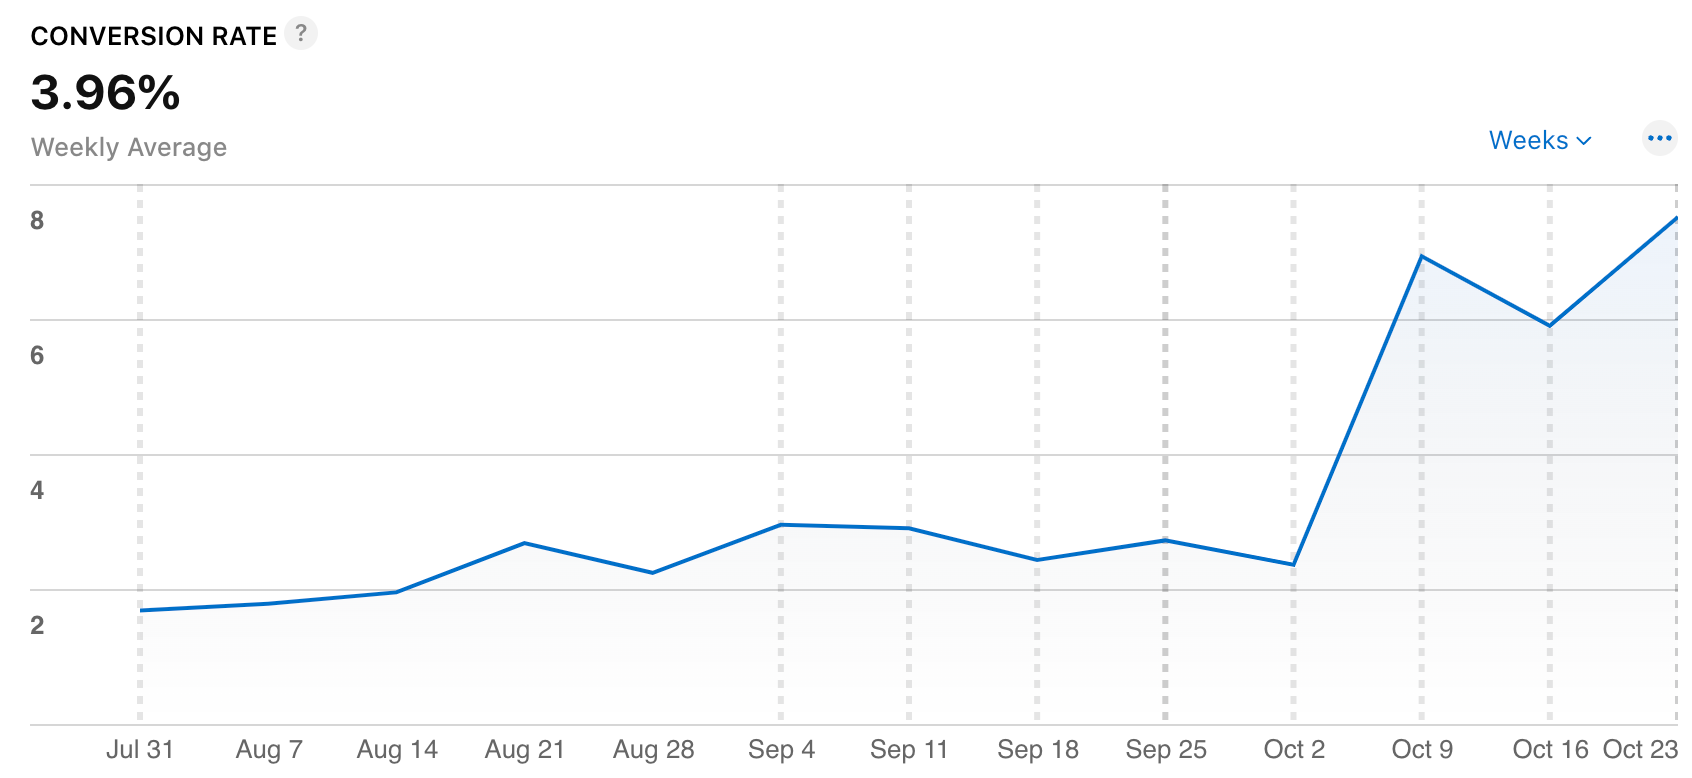 CONVERSION RATE ?
3.96%
Weekly Average
Weeks
8
6
4
2
Jul 31 Aug 7 Aug 14 Aug 21 Aug 28 Sep 4 Sep 11 Sep 18 Sep 25 Oct 2 Oct 9 Oct 16 Oct 23